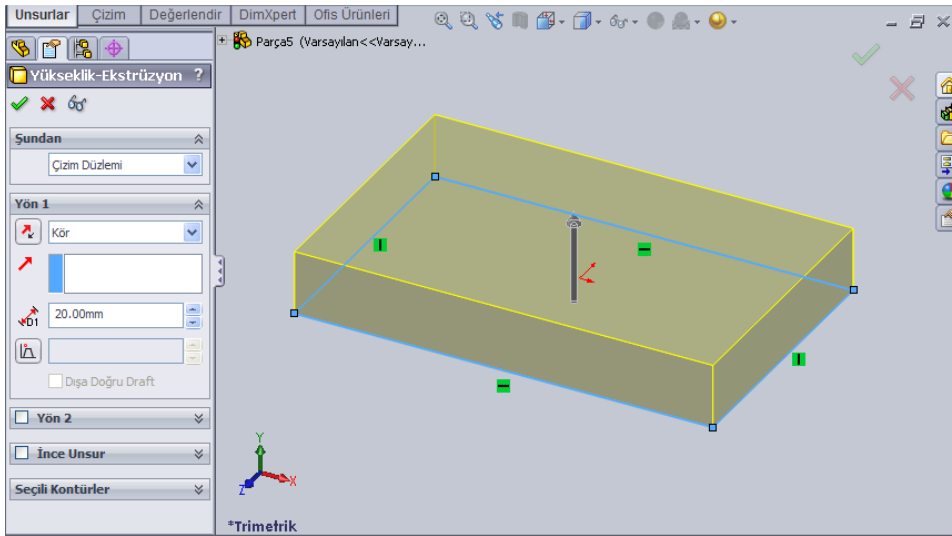 Unsurlar Çizim Değerlendir DimXpert Ofis Ürünleri
Parça5 (Varsayılan<<Varsay...
Yükseklik-Ekstrüzyon ?
Şundan
Çizim Düzlemi
Yön 1
Kör
D1 20.00mm
Dışa Doğru Draft
Yön 2
İnce Unsur
Seçili Kontürler
Y
X
Z
*Trimetrik